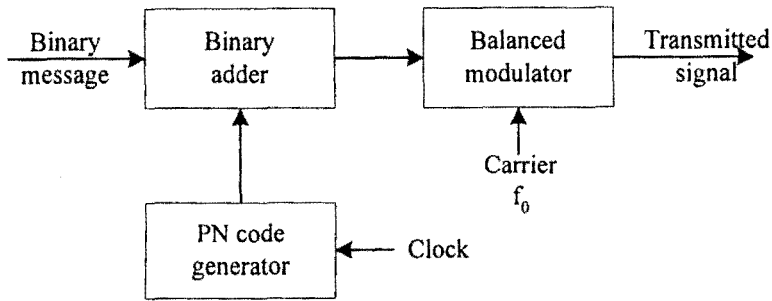 Binary
message
Binary
adder
Balanced
modulator
Transmitted
signal
Carrier
f₀
PN code
generator
Clock